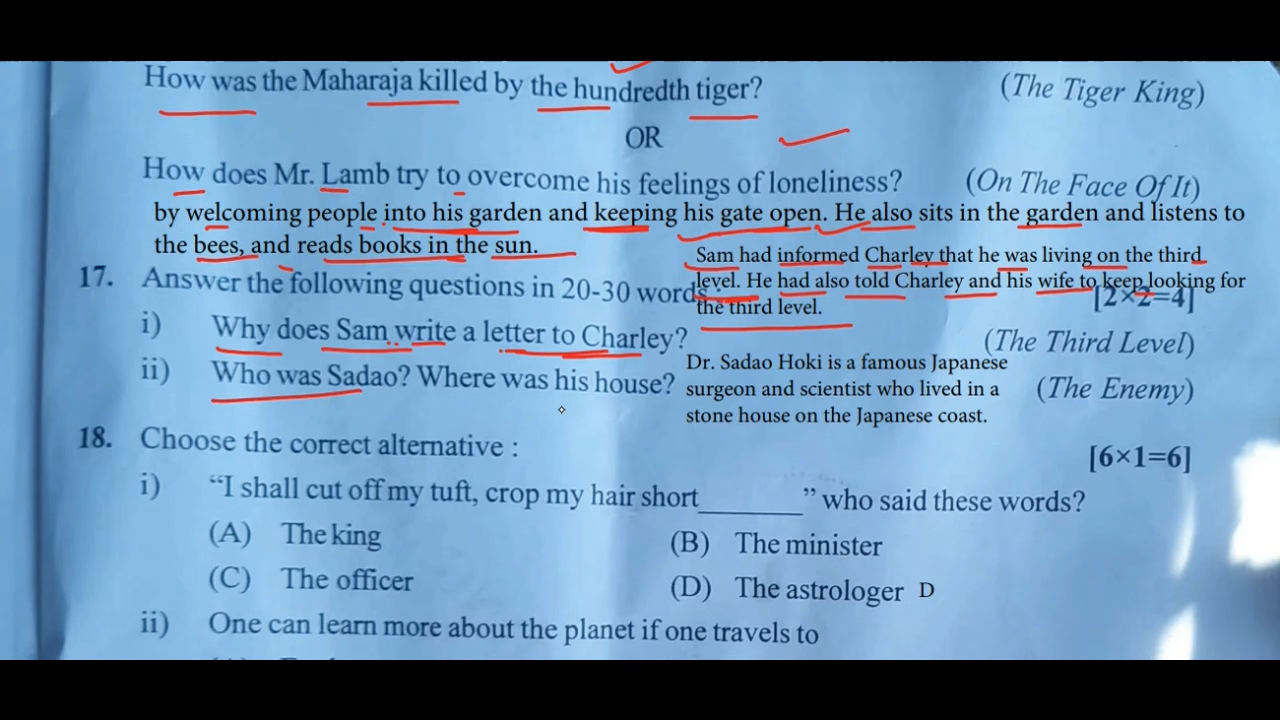 How was the Maharaja killed by the hundredth tiger? (The Tiger King)
OR
How does Mr. Lamb try to overcome his feelings of loneliness? (On The Face Of It)
by welcoming people into his garden and keeping his gate open. He also sits in the garden and listens to
the bees, and reads books in the sun.
Sam had informed Charley that he was living on the third
level. He had also told Charley and his wife to keep looking for
the third level.
17. Answer the following questions in 20-30 words : [2×2=4]
i) Why does Sam write a letter to Charley? (The Third Level)
ii) Who was Sadao? Where was his house? (The Enemy)
Dr. Sadao Hoki is a famous Japanese
surgeon and scientist who lived in a
stone house on the Japanese coast.
18. Choose the correct alternative : [6×1=6]
i) “I shall cut off my tuft, crop my hair short________” who said these words?
(A) The king (B) The minister
(C) The officer (D) The astrologer D
ii) One can learn more about the planet if one travels to